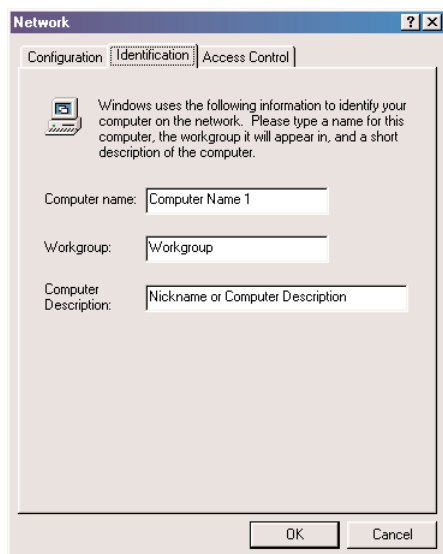 Network
Configuration Identification Access Control
Windows uses the following information to identify your
computer on the network. Please type a name for this
computer, the workgroup it will appear in, and a short
description of the computer.
Computer name: Computer Name 1
Workgroup: Workgroup
Computer
Description: Nickname or Computer Description
OK Cancel